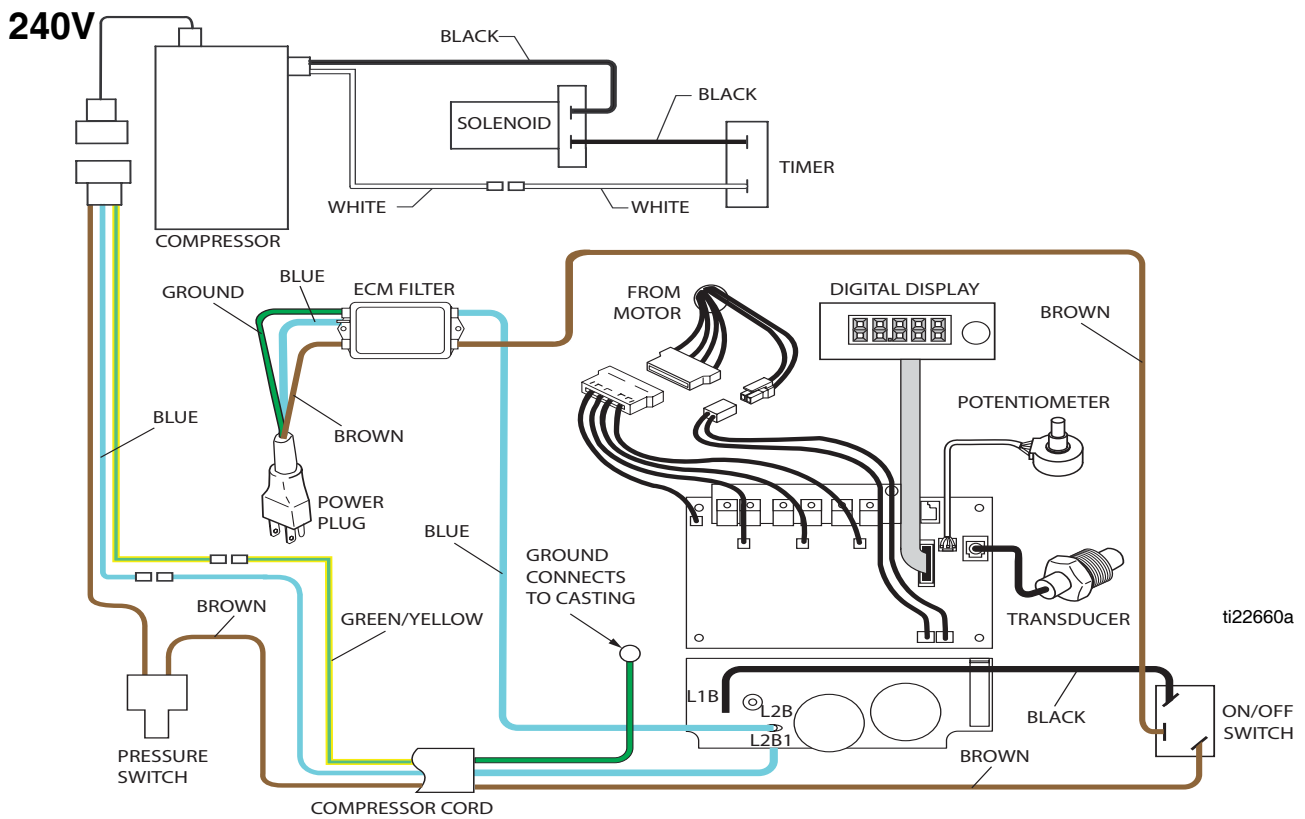 240V
BLACK
BLACK
SOLENOID
TIMER
WHITE
WHITE
COMPRESSOR
BLUE
ECM FILTER
GROUND
FROM
MOTOR
DIGITAL DISPLAY
BROWN
POTENTIOMETER
BLUE
BROWN
POWER
PLUG
BLUE
GROUND
CONNECTS
TO CASTING
BROWN
GREEN/YELLOW
TRANSDUCER
ti22660a
L1B
L2B
L2B1
BLACK
ON/OFF
SWITCH
PRESSURE
SWITCH
BROWN
COMPRESSOR CORD